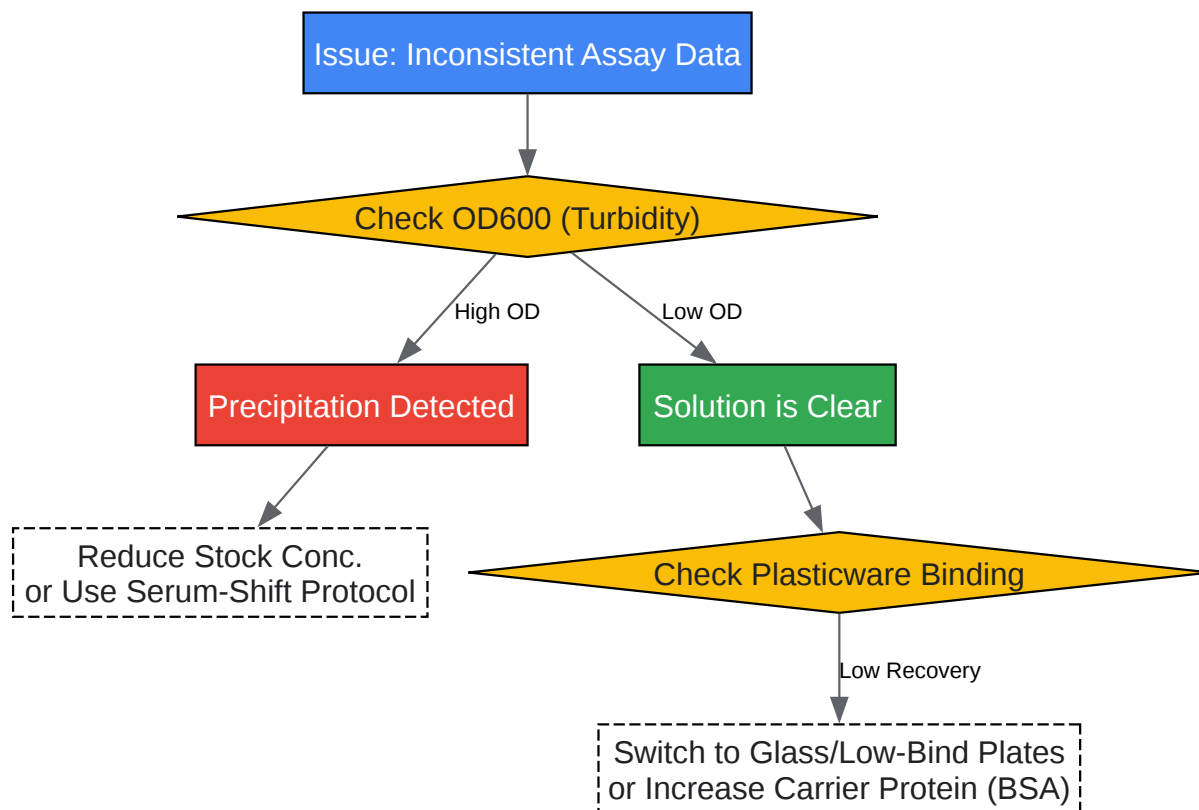 Issue: Inconsistent Assay Data
Check OD600 (Turbidity)
High OD
Low OD
Precipitation Detected
Solution is Clear
Reduce Stock Conc.
or Use Serum-Shift Protocol
Check Plasticware Binding
Low Recovery
Switch to Glass/Low-Bind Plates
or Increase Carrier Protein (BSA)